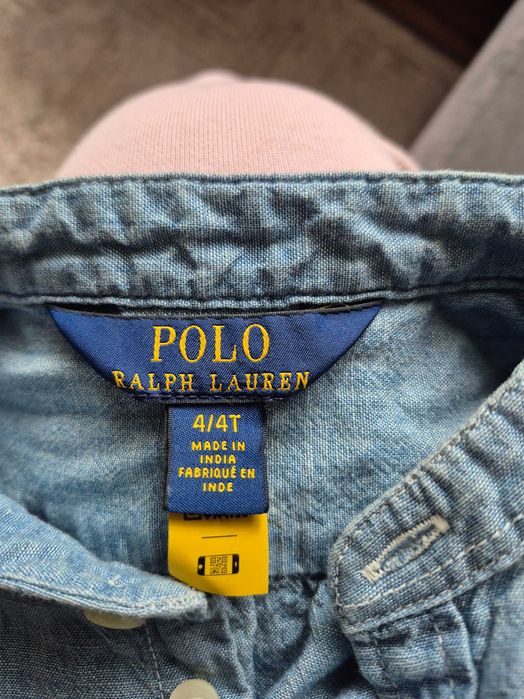 POLO
RALPH LAUREN
4/4T
MADE IN
INDIA
FABRIQUÉ EN
INDE